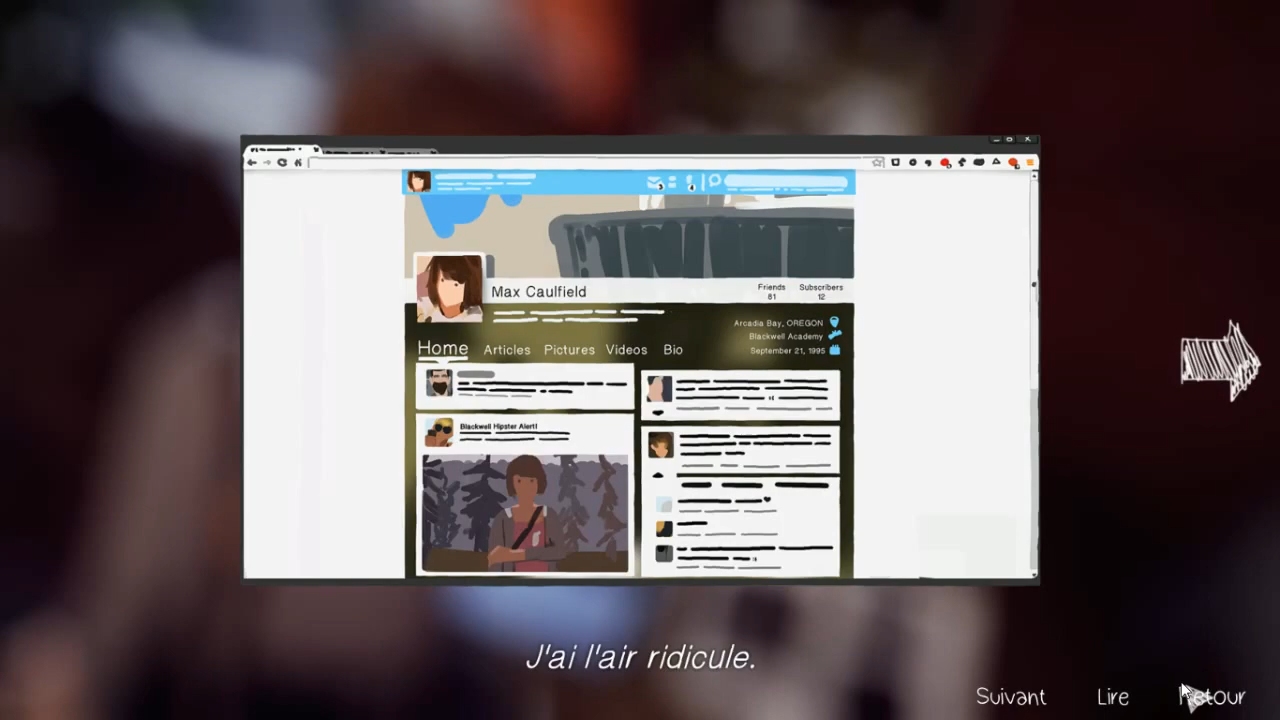 Max Caulfield
Friends
81
Subscribers
12
Arcadia Bay, OREGON
Blackwell Academy
September 21, 1995
Home Articles Pictures Videos Bio
Blackwell Hipster Alert!
J'ai l'air ridicule.
Suivant Lire Retour